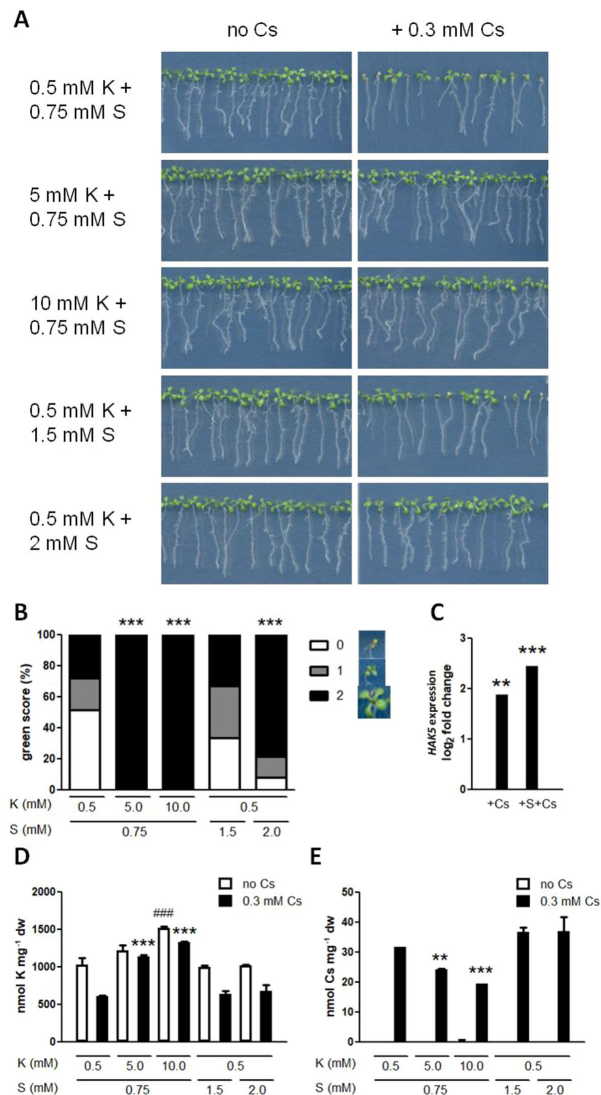 A
no Cs
+ 0.3 mM Cs
0.5 mM K +
0.75 mM S
5 mM K +
0.75 mM S
10 mM K +
0.75 mM S
0.5 mM K +
1.5 mM S
0.5 mM K +
2 mM S
B
*** *** ***
100
80
60
40
20
0
green score (%)
0
1
2
K (mM) 0.5 5.0 10.0 0.5
S (mM) 0.75 1.5 2.0
C
3
2
1
0
HAK5 expression
log2 fold change
** ***
+Cs +S+Cs
D
no Cs
0.3 mM Cs
2000
1500
1000
500
0
nmol K mg-1 dw
*** ### ***
K (mM) 0.5 5.0 10.0 0.5
S (mM) 0.75 1.5 2.0
E
no Cs
0.3 mM Cs
50
40
30
20
10
0
nmol Cs mg-1 dw
** ***
K (mM) 0.5 5.0 10.0 0.5
S (mM) 0.75 1.5 2.0